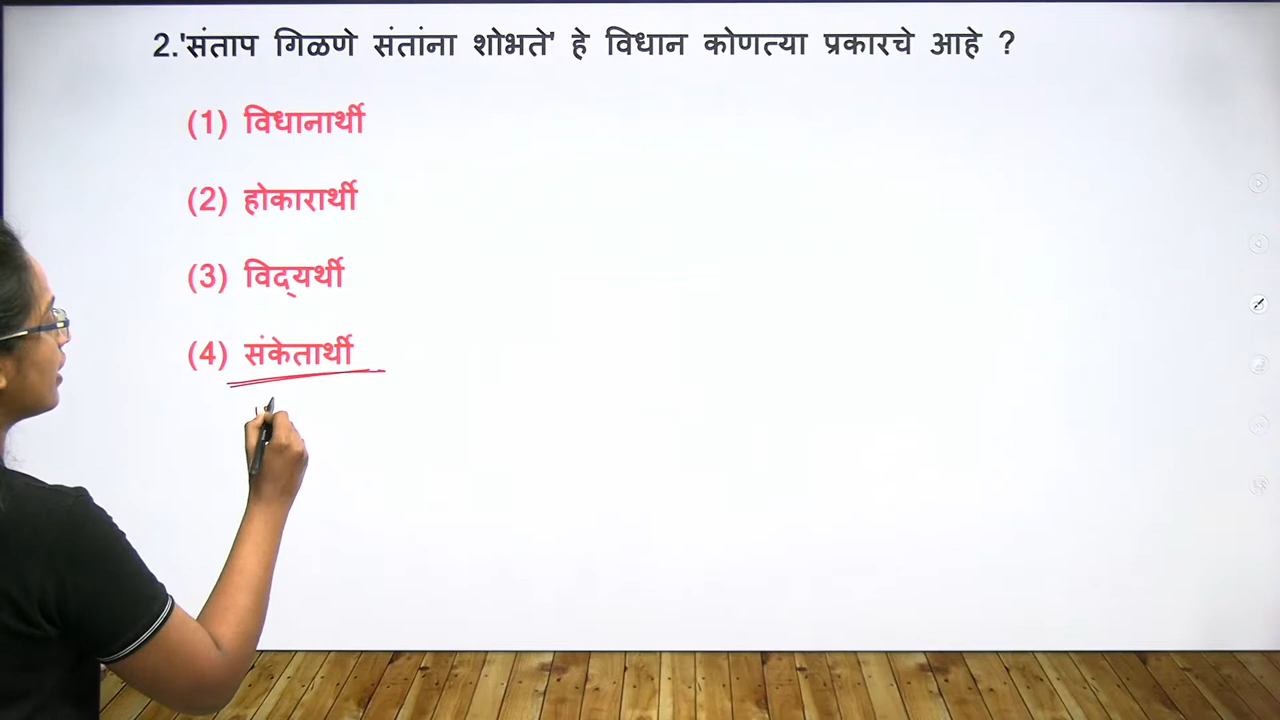 2.'संताप गिळणे संतांना शोभते' हे विधान कोणत्या प्रकारचे आहे ?
(1) विधानार्थी
(2) होकारार्थी
(3) विद्यर्थी
(4) संकेतार्थी